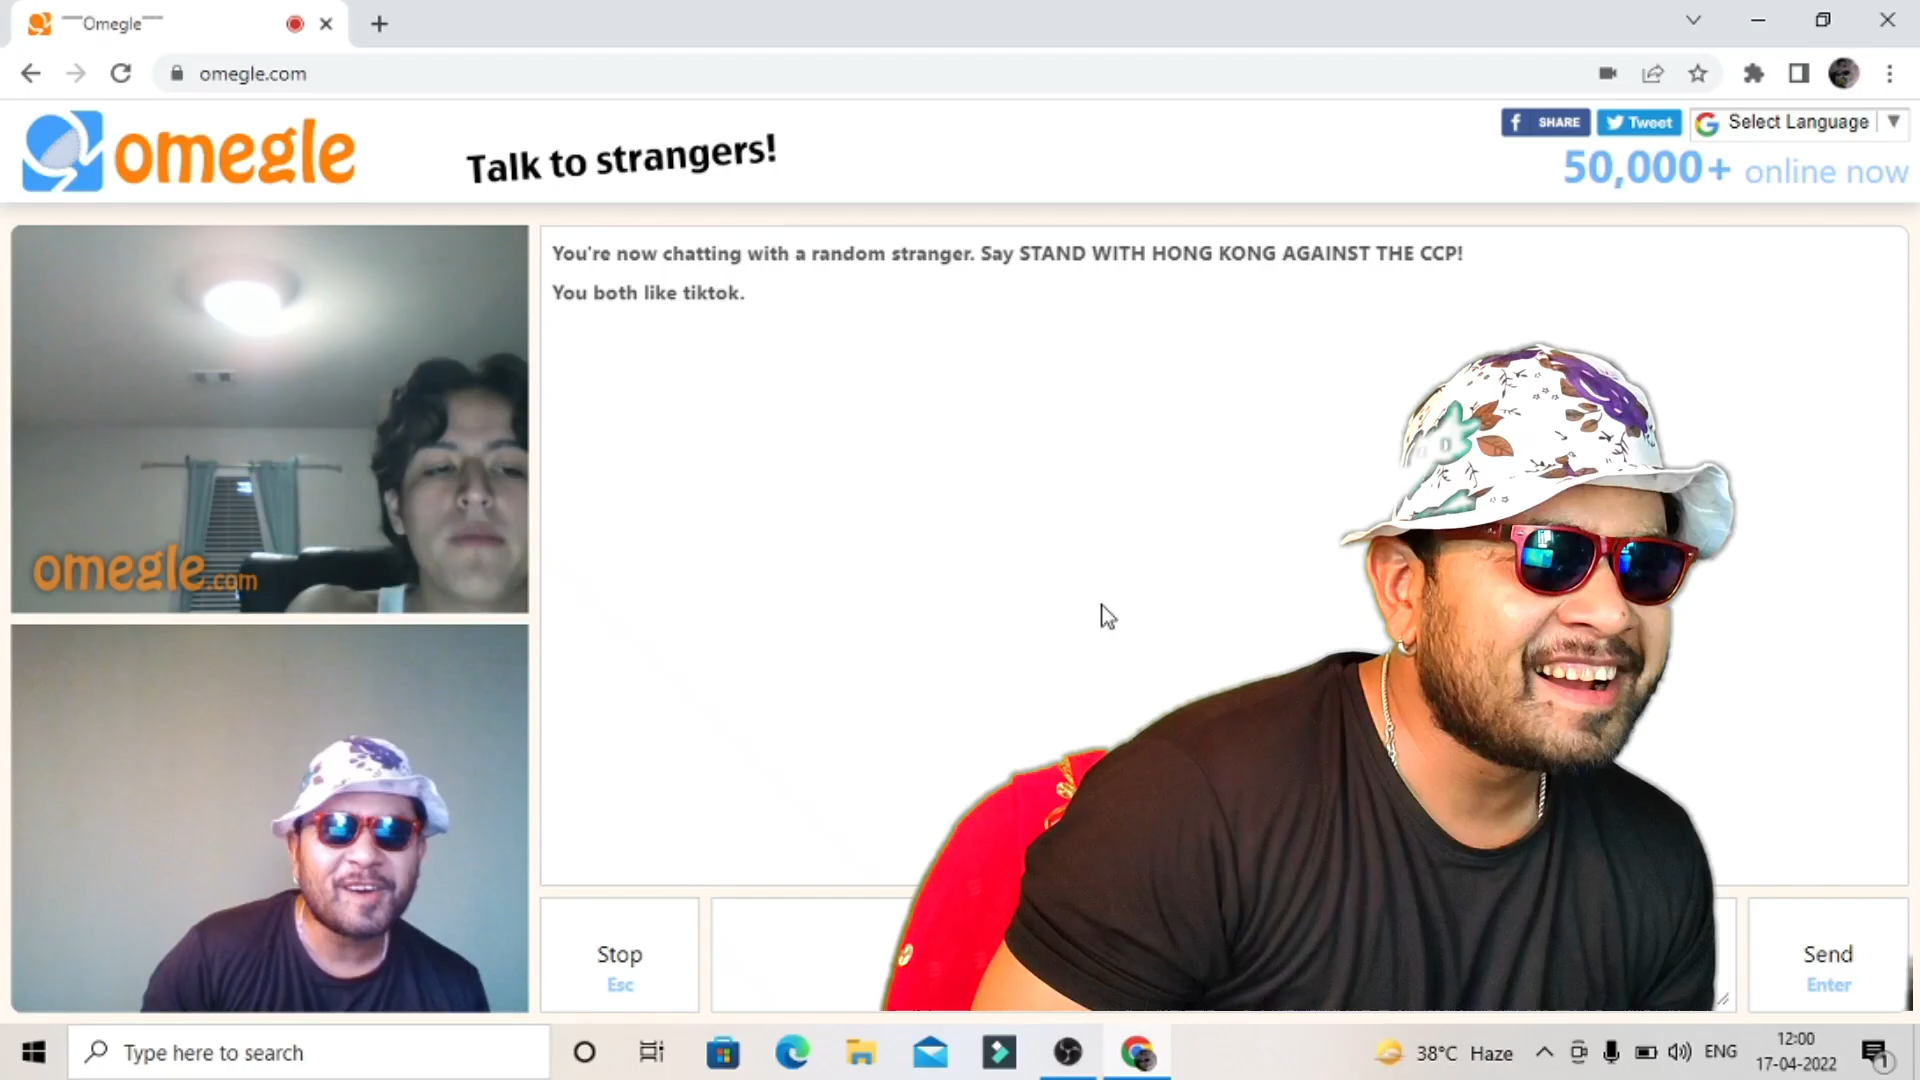 Omegle
omegle.com
omegle
Talk to strangers!
SHARE
Tweet
Select Language
50,000+ online now
You're now chatting with a random stranger. Say STAND WITH HONG KONG AGAINST THE CCP!
You both like tiktok.
omegle.com
Stop
Esc
Send
Enter
Type here to search
38°C Haze
ENG
12:00
17-04-2022
1